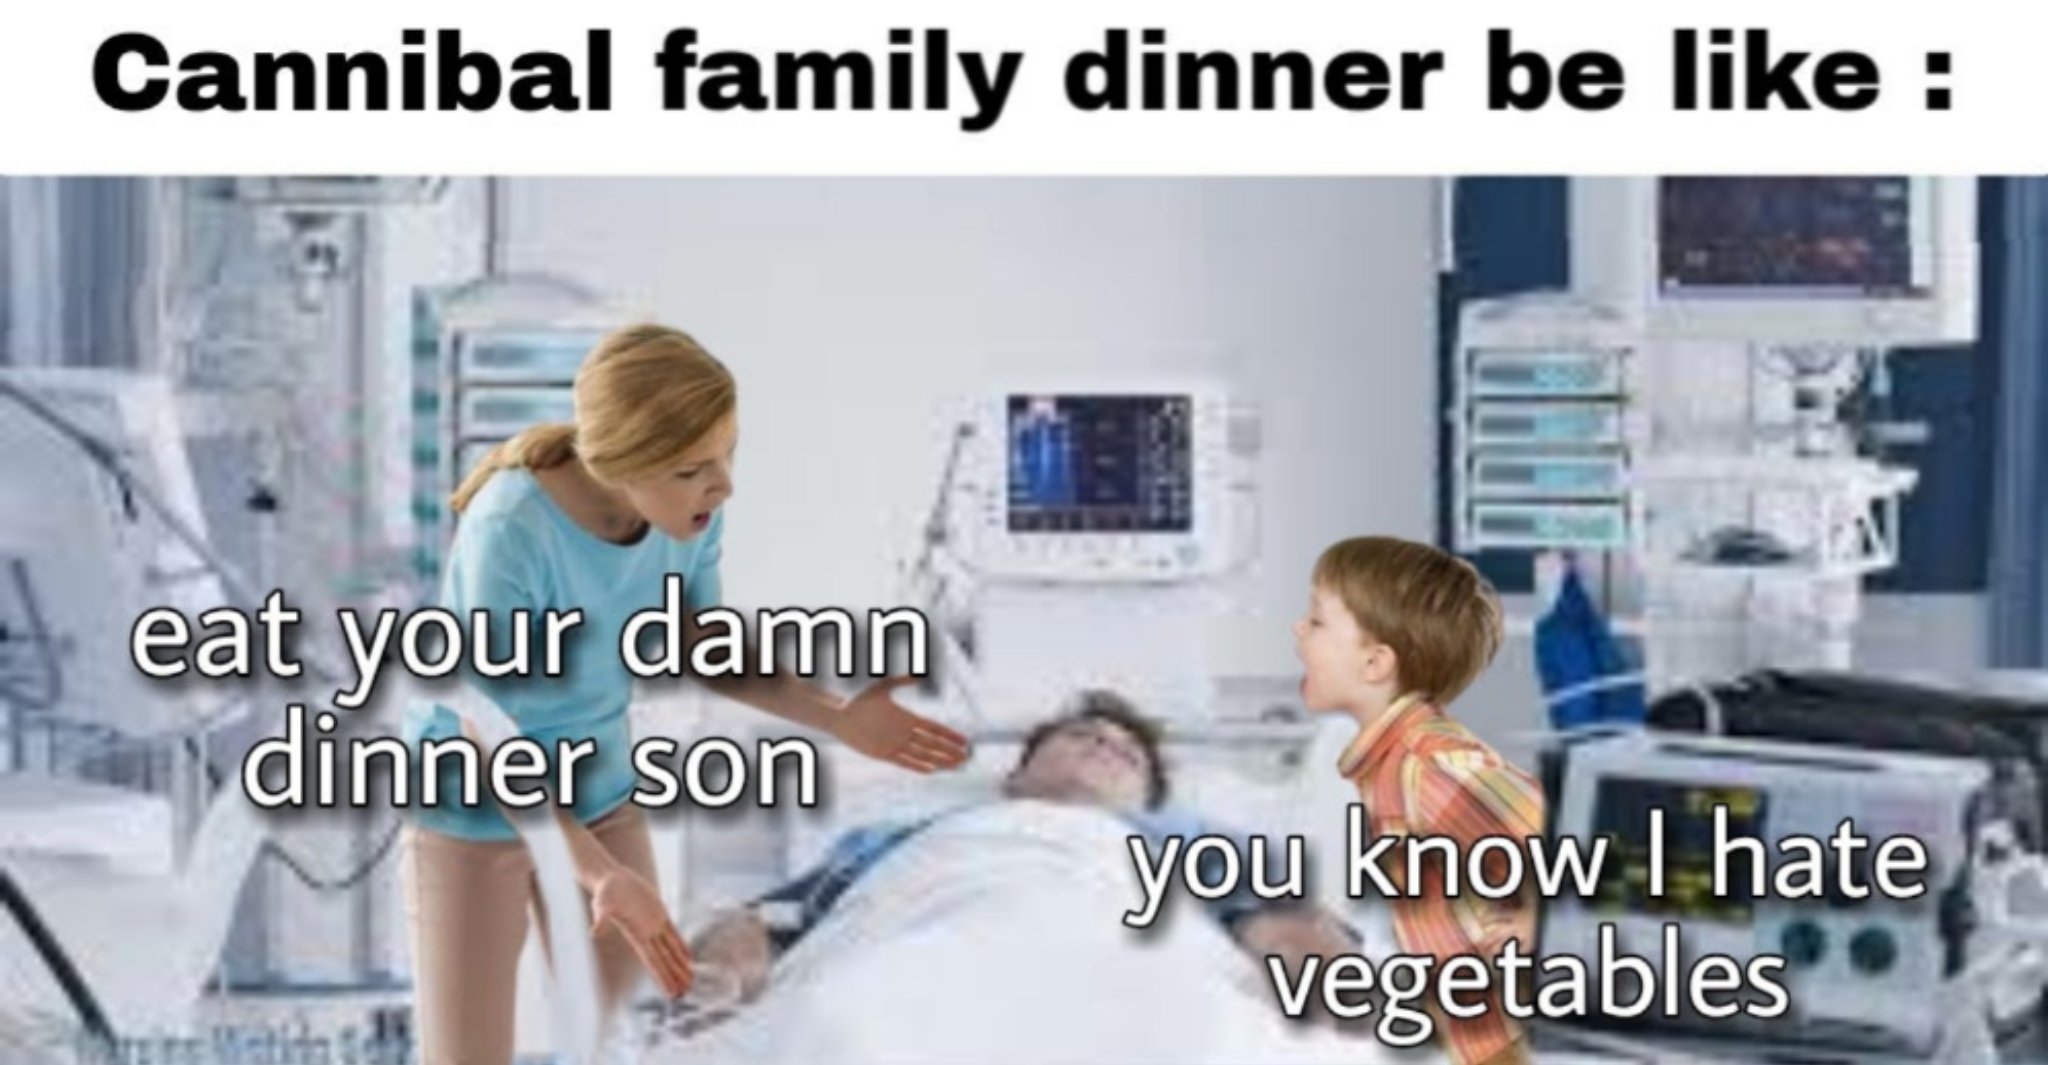 Cannibal family dinner be like :
eat your damn
dinner son
you know I hate
vegetables